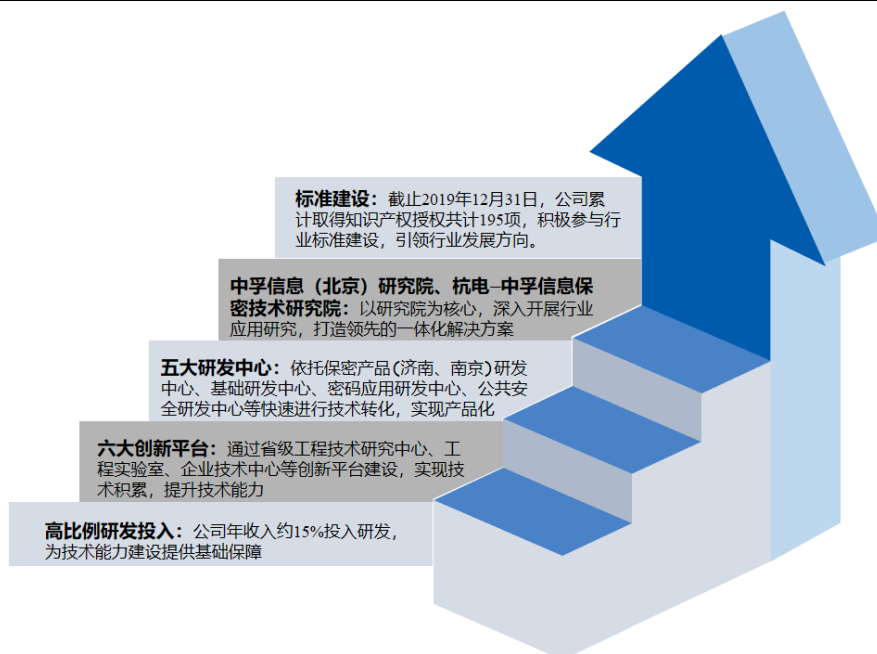 标准建设：截止2019年12月31日，公司累
计取得知识产权授权共计195项，积极参与行
业标准建设，引领行业发展方向。
中孚信息（北京）研究院、杭电–中孚信息保
密技术研究院：以研究院为核心，深入开展行业
应用研究，打造领先的一体化解决方案
五大研发中心：依托保密产品(济南、南京)研发
中心、基础研发中心、密码应用研发中心、公共安
全研发中心等快速进行技术转化，实现产品化
六大创新平台：通过省级工程技术研究中心、工
程实验室、企业技术中心等创新平台建设，实现技
术积累，提升技术能力
高比例研发投入：公司年收入约15%投入研发，
为技术能力建设提供基础保障